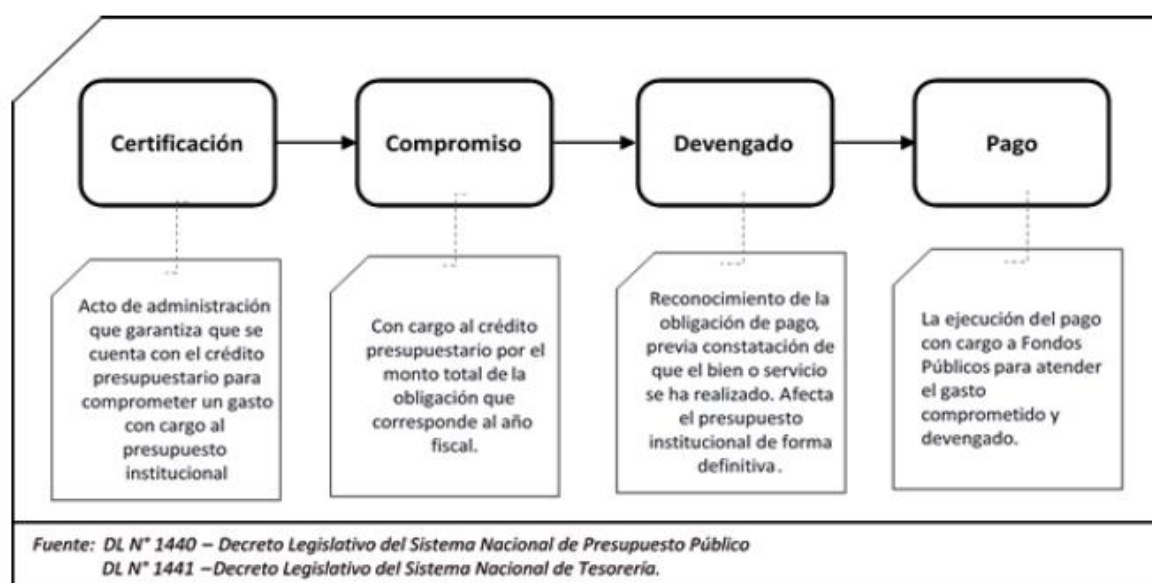 Certificación
Compromiso
Devengado
Pago
Acto de administración
que garantiza que se
cuenta con el crédito
presupuestario para
comprometer un gasto
con cargo al
presupuesto
institucional
Con cargo al crédito
presupuestario por el
monto total de la
obligación que
corresponde al año
fiscal.
Reconocimiento de la
obligación de pago,
previa constatación de
que el bien o servicio
se ha realizado. Afecta
el presupuesto
institucional de forma
definitiva.
La ejecución del pago
con cargo a Fondos
Públicos para atender
el gasto
comprometido y
devengado.
Fuente: DL N° 1440 – Decreto Legislativo del Sistema Nacional de Presupuesto Público
DL N° 1441 –Decreto Legislativo del Sistema Nacional de Tesorería.